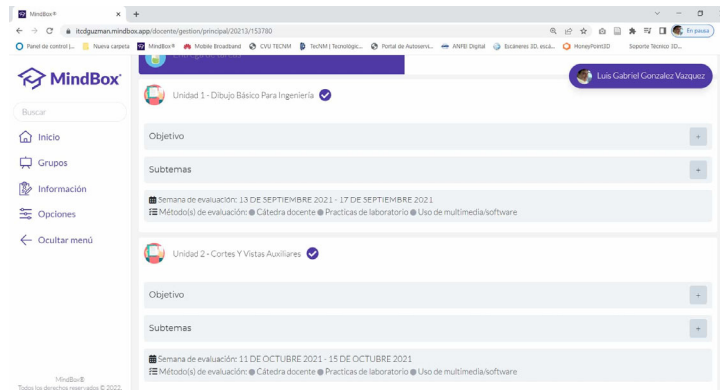 MindBox®
itcdguzman.mindbox.app/docente/gestion/principal/20213/153780
En pausa
Panel de control |... Nueva carpeta MindBox® Mobile Broadband CVU TECNM TecNM | Tecnológic... Portal de Autoservi... ANFEI Digital Escáneres 3D, escá... HoneyPoint3D Soporte Técnico 3D...
MindBox®
Luis Gabriel Gonzalez Vazquez
Buscar
Inicio
Grupos
Información
Opciones
Ocultar menú
Unidad 1 - Dibujo Básico Para Ingeniería
Objetivo
+
Subtemas
+
Semana de evaluación: 13 DE SEPTIEMBRE 2021 - 17 DE SEPTIEMBRE 2021
Método(s) de evaluación: Cátedra docente Practicas de laboratorio Uso de multimedia/software
Unidad 2 - Cortes Y Vistas Auxiliares
Objetivo
+
Subtemas
+
Semana de evaluación: 11 DE OCTUBRE 2021 - 15 DE OCTUBRE 2021
Método(s) de evaluación: Cátedra docente Practicas de laboratorio Uso de multimedia/software
MindBox®
Todos los derechos reservados © 2022.